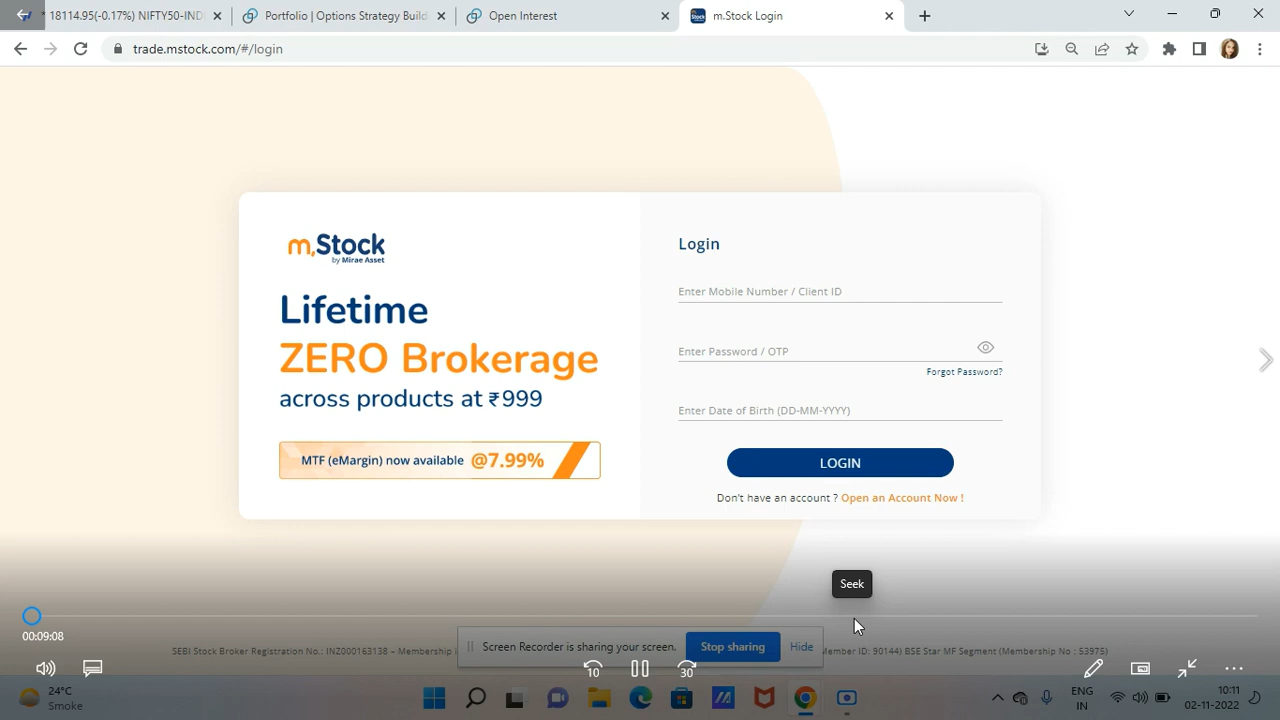 * 18114.95(-0.17%) NIFTY50-IND
Portfolio | Options Strategy Build
Open Interest
m.Stock Login
trade.mstock.com/#/login
m.Stock
by Mirae Asset
Lifetime
ZERO Brokerage
across products at ₹999
MTF (eMargin) now available @7.99%
Login
Enter Mobile Number / Client ID
Enter Password / OTP
Forgot Password?
Enter Date of Birth (DD-MM-YYYY)
LOGIN
Don't have an account ? Open an Account Now !
Seek
00:09:08
SEBI Stock Broker Registration No.: INZ000163138 – Membership
Screen Recorder is sharing your screen. Stop sharing Hide
Member ID: 90144) BSE Star MF Segment (Membership No : 53975)
10
30
24°C
Smoke
ENG
IN
10:11
02-11-2022